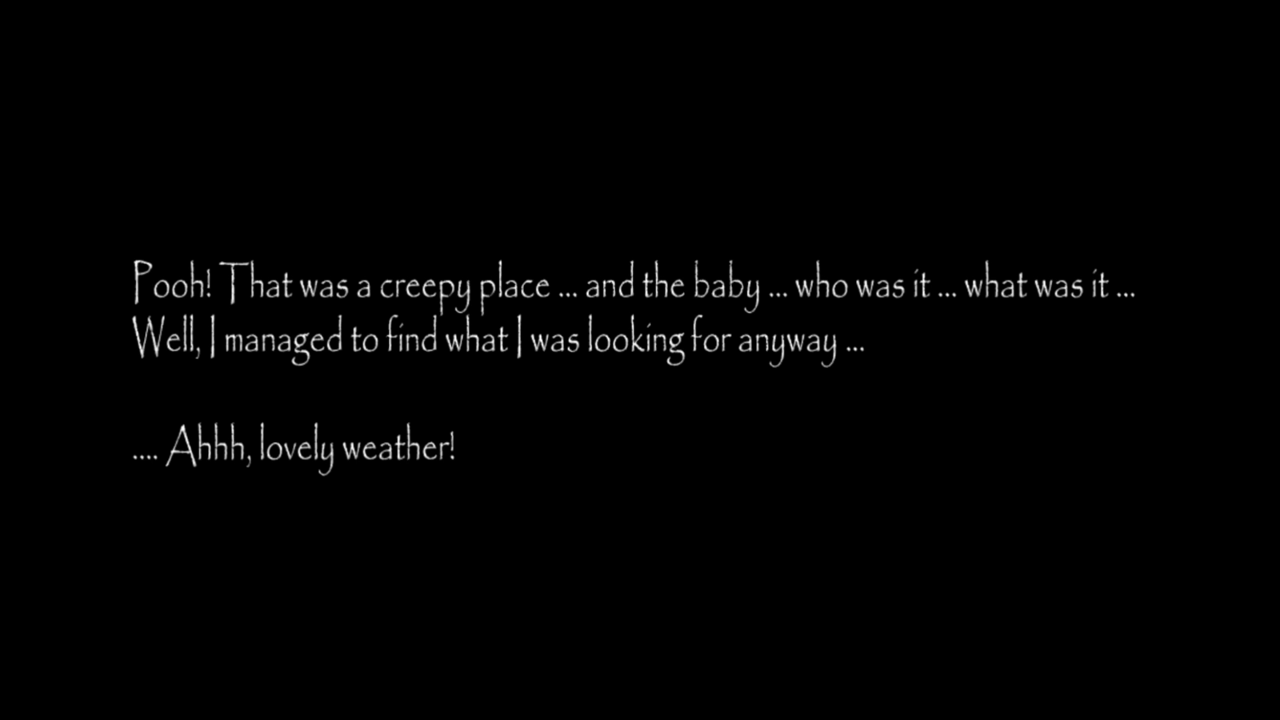 Pooh! That was a creepy place ... and the baby ... who was it ... what was it ...
Well, I managed to find what I was looking for anyway ...
.... Ahhh, lovely weather!